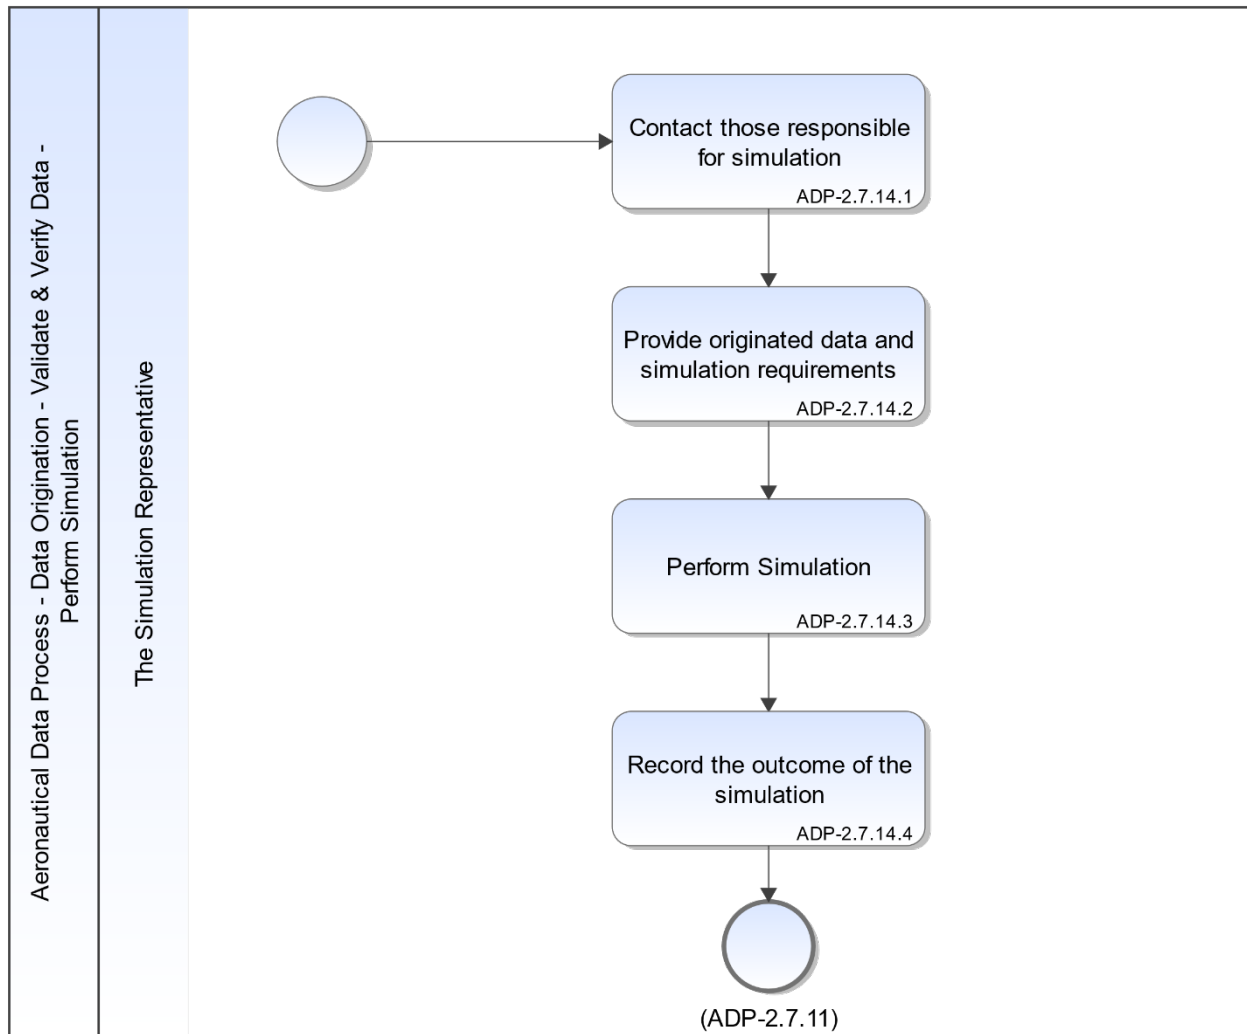 Aeronautical Data Process - Data Origination - Validate & Verify Data -
Perform Simulation
The Simulation Representative
Contact those responsible
for simulation
ADP-2.7.14.1
Provide originated data and
simulation requirements
ADP-2.7.14.2
Perform Simulation
ADP-2.7.14.3
Record the outcome of the
simulation
ADP-2.7.14.4
(ADP-2.7.11)